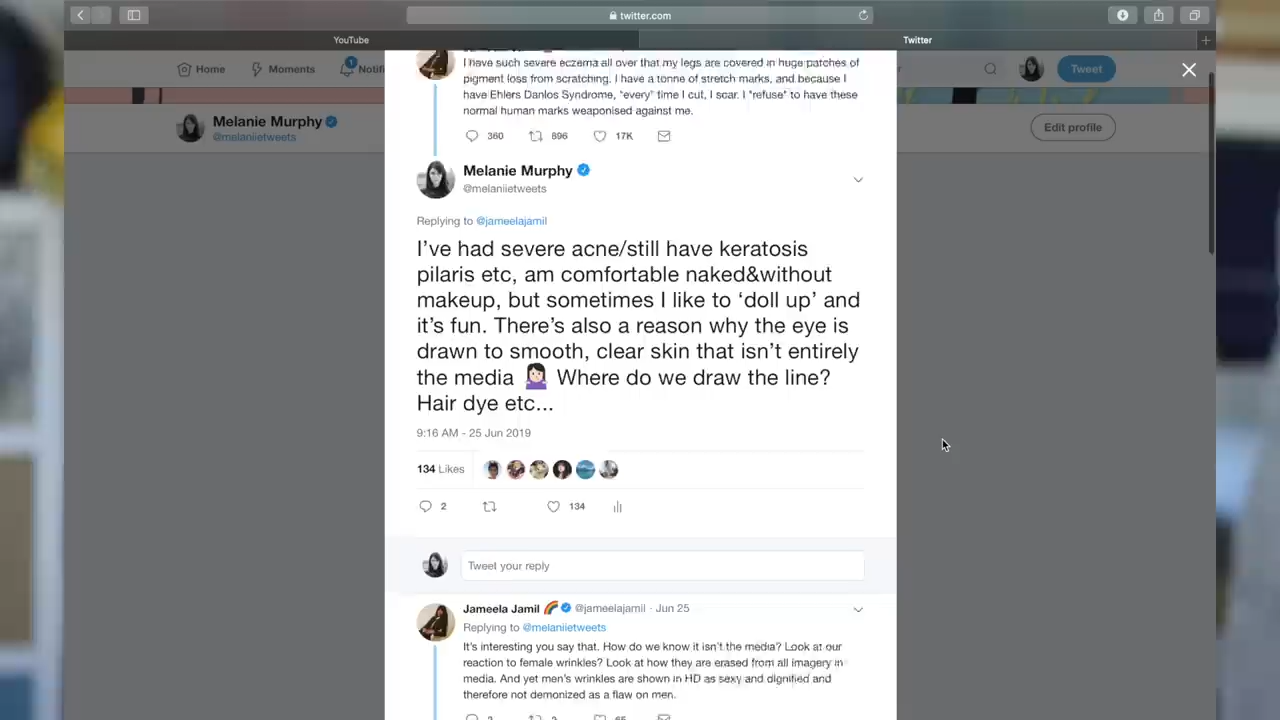 twitter.com
YouTube
Twitter
Home
Moments
1
Notifi
Tweet
Melanie Murphy
@melaniietweets
Edit profile
I have such severe eczema all over that my legs are covered in huge patches of
pigment loss from scratching. I have a tonne of stretch marks, and because I
have Ehlers Danlos Syndrome, *every* time I cut, I scar. I *refuse* to have these
normal human marks weaponised against me.
360 896 17K
Melanie Murphy
@melaniietweets
Replying to @jameelajamil
I’ve had severe acne/still have keratosis
pilaris etc, am comfortable naked&without
makeup, but sometimes I like to ‘doll up’ and
it’s fun. There’s also a reason why the eye is
drawn to smooth, clear skin that isn’t entirely
the media 🤷🏻‍♀️ Where do we draw the line?
Hair dye etc...
9:16 AM - 25 Jun 2019
134 Likes
2 134
Tweet your reply
Jameela Jamil 🌈 @jameelajamil · Jun 25
Replying to @melaniietweets
It’s interesting you say that. How do we know it isn’t the media? Look at our
reaction to female wrinkles? Look at how they are erased from all imagery in
media. And yet men’s wrinkles are shown in HD as sexy and dignified and
therefore not demonized as a flaw on men.